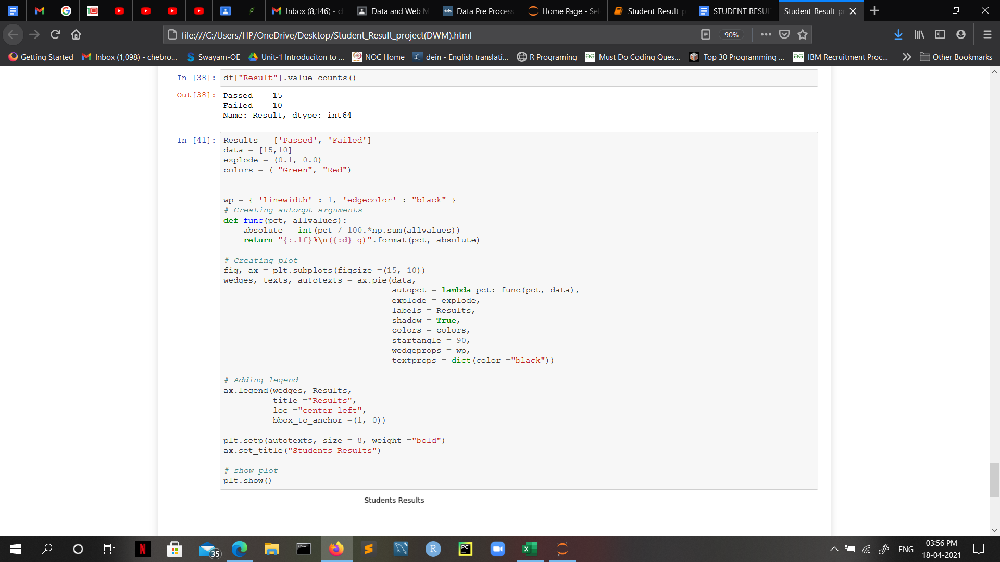 Inbox (8,146) - c
Data and Web M
tds Data Pre Process
Home Page - Sel
Student_Result_p
STUDENT RESUL
Student_Result_pr
file:///C:/Users/HP/OneDrive/Desktop/Student_Result_project(DWM).html
90%
Getting Started
Inbox (1,098) - chebro...
Swayam-OE
Unit-1 Introduciton to ...
NOC Home
dein - English translati...
R Programing
Must Do Coding Ques...
Top 30 Programming ...
IBM Recruitment Proc...
Other Bookmarks
In [38]: df["Result"].value_counts()
Out[38]: Passed    15
Failed    10
Name: Result, dtype: int64
In [41]: Results = ['Passed', 'Failed']
data = [15,10]
explode = (0.1, 0.0)
colors = ( "Green", "Red")
wp = { 'linewidth' : 1, 'edgecolor' : "black" }
# Creating autocpt arguments
def func(pct, allvalues):
    absolute = int(pct / 100.*np.sum(allvalues))
    return "{:.1f}%\n({:d} g)".format(pct, absolute)
# Creating plot
fig, ax = plt.subplots(figsize =(15, 10))
wedges, texts, autotexts = ax.pie(data,
autopct = lambda pct: func(pct, data),
explode = explode,
labels = Results,
shadow = True,
colors = colors,
startangle = 90,
wedgeprops = wp,
textprops = dict(color ="black"))
# Adding legend
ax.legend(wedges, Results,
title ="Results",
loc ="center left",
bbox_to_anchor =(1, 0))
plt.setp(autotexts, size = 8, weight ="bold")
ax.set_title("Students Results")
# show plot
plt.show()
Students Results
N
35
R
PC
ENG
03:56 PM
18-04-2021